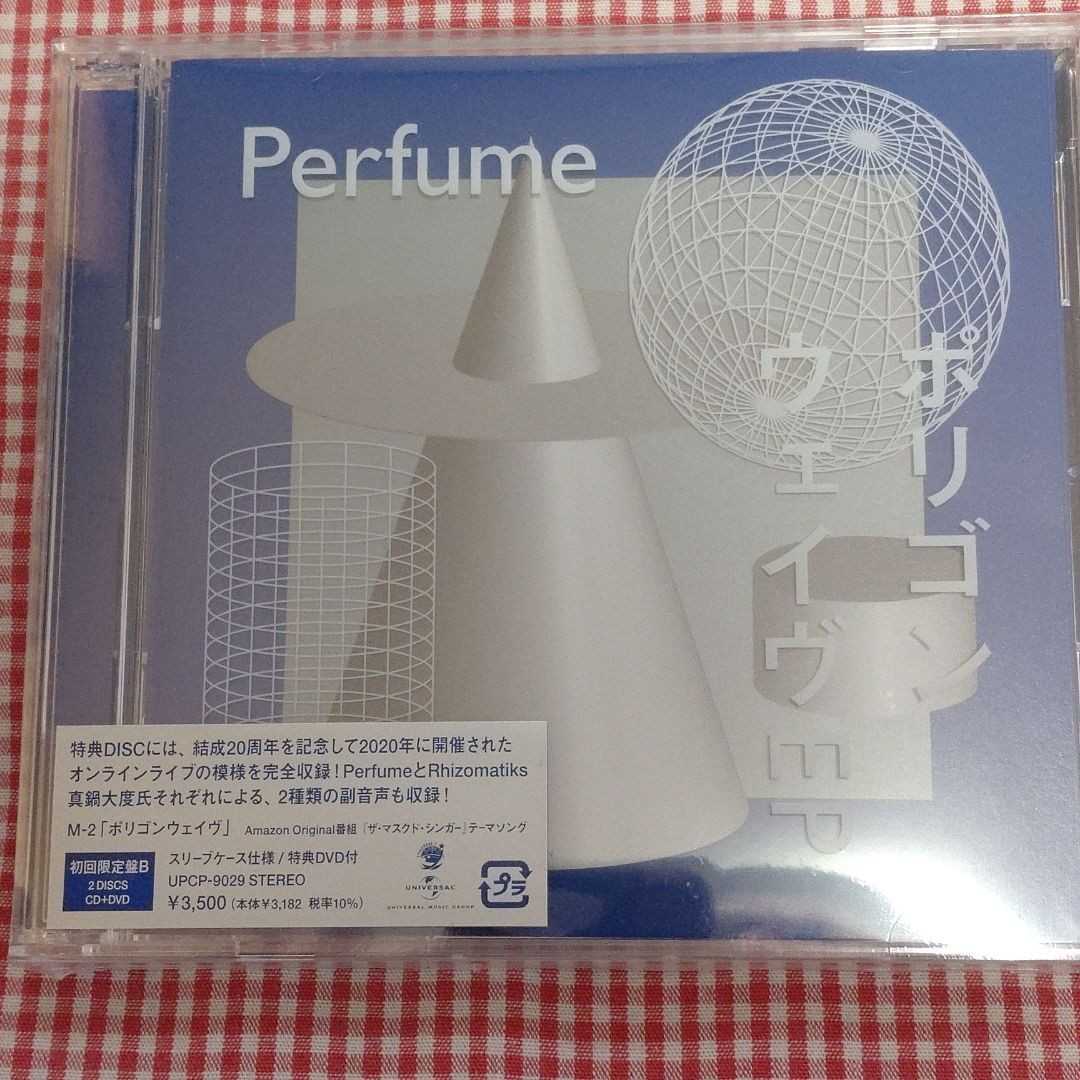 Perfume
ポリゴン
ウェイヴ EP
特典DISCには、結成20周年を記念して2020年に開催された
オンラインライブの模様を完全収録！PerfumeとRhizomatiks
真鍋大度氏それぞれによる、2種類の副音声も収録！
M-2「ポリゴンウェイヴ」 Amazon Original番組『ザ・マスクド・シンガー』テーマソング
初回限定盤B
2 DISCS
CD+DVD
スリーブケース仕様 / 特典DVD付
UPCP-9029 STEREO
¥3,500（本体¥3,182 税率10%）
UNIVERSAL
UNIVERSAL MUSIC GROUP
プラ